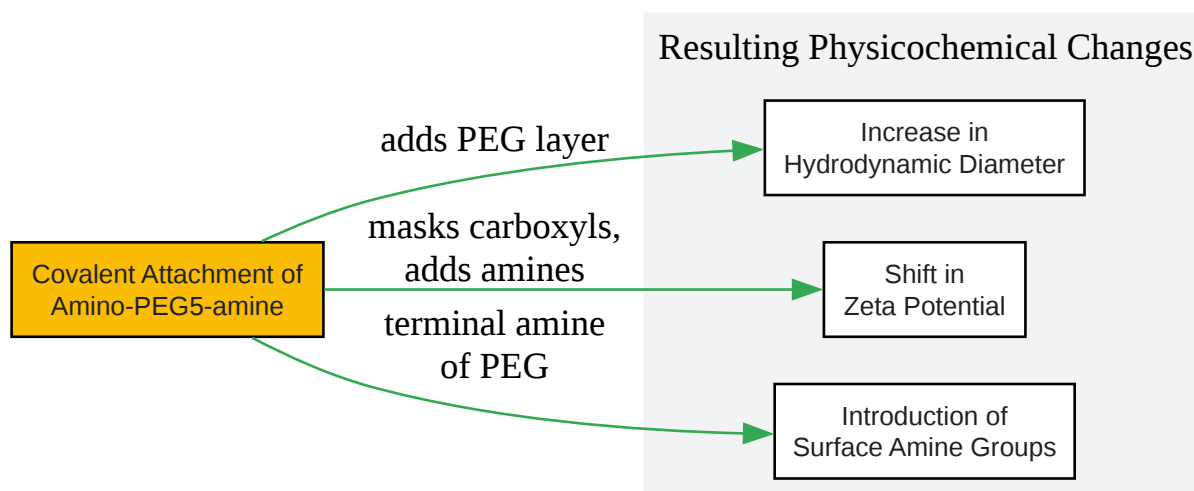 Resulting Physicochemical Changes
adds PEG layer
Increase in
Hydrodynamic Diameter
masks carboxyls,
adds amines
Covalent Attachment of
Amino-PEG5-amine
Shift in
Zeta Potential
terminal amine
of PEG
Introduction of
Surface Amine Groups